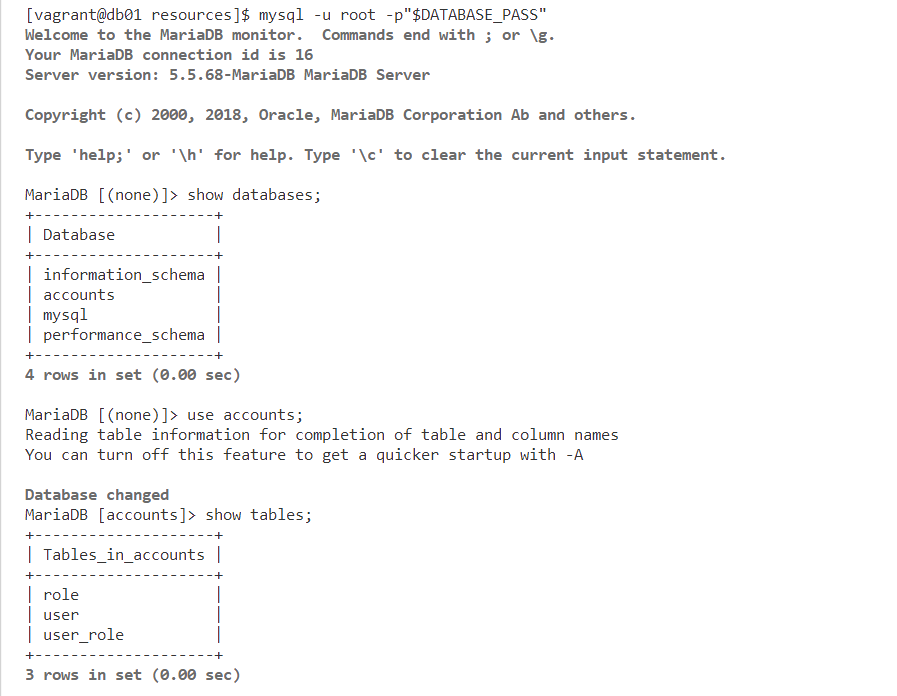 [vagrant@db01 resources]$ mysql -u root -p"$DATABASE_PASS"
Welcome to the MariaDB monitor.  Commands end with ; or \g.
Your MariaDB connection id is 16
Server version: 5.5.68-MariaDB MariaDB Server

Copyright (c) 2000, 2018, Oracle, MariaDB Corporation Ab and others.

Type 'help;' or '\h' for help. Type '\c' to clear the current input statement.

MariaDB [(none)]> show databases;
+--------------------+
| Database           |
+--------------------+
| information_schema |
| accounts           |
| mysql              |
| performance_schema |
+--------------------+
4 rows in set (0.00 sec)

MariaDB [(none)]> use accounts;
Reading table information for completion of table and column names
You can turn off this feature to get a quicker startup with -A

Database changed
MariaDB [accounts]> show tables;
+--------------------+
| Tables_in_accounts |
+--------------------+
| role               |
| user               |
| user_role          |
+--------------------+
3 rows in set (0.00 sec)